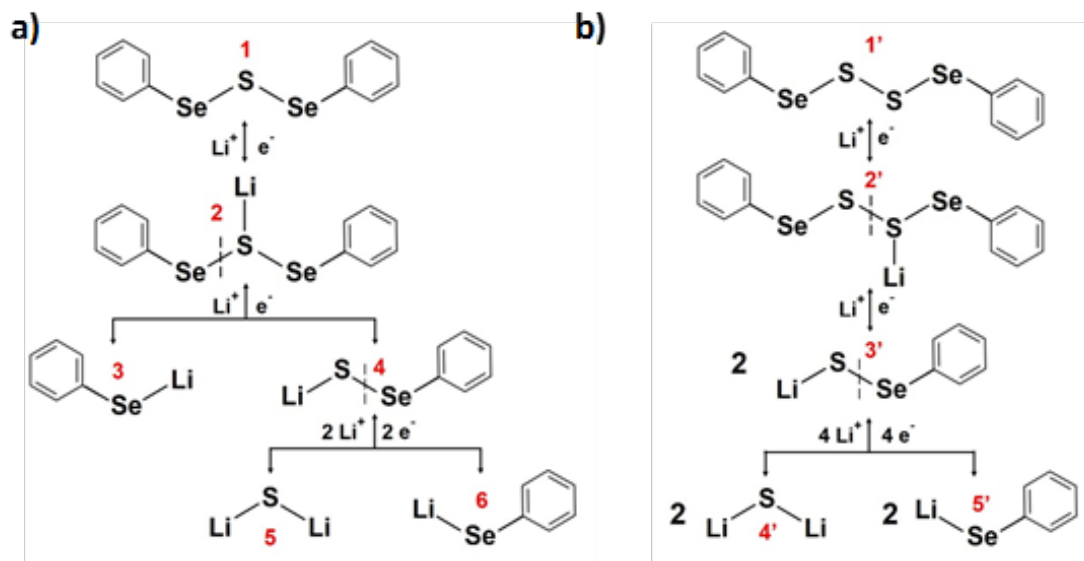 a)
1
S
Se Se
Li⁺ e⁻
Li
2
S
Se Se
Li⁺ e⁻
3
Li
Se
S 4
Li Se
2 Li⁺ 2 e⁻
S
Li Li
5
6
Li
Se
b)
1'
S Se
Se S
Li⁺ e⁻
2'
S Se
Se S
Li
Li⁺ e⁻
3'
2 S
Li Se
4 Li⁺ 4 e⁻
2 S
Li Li
4'
2 Li 5'
Se